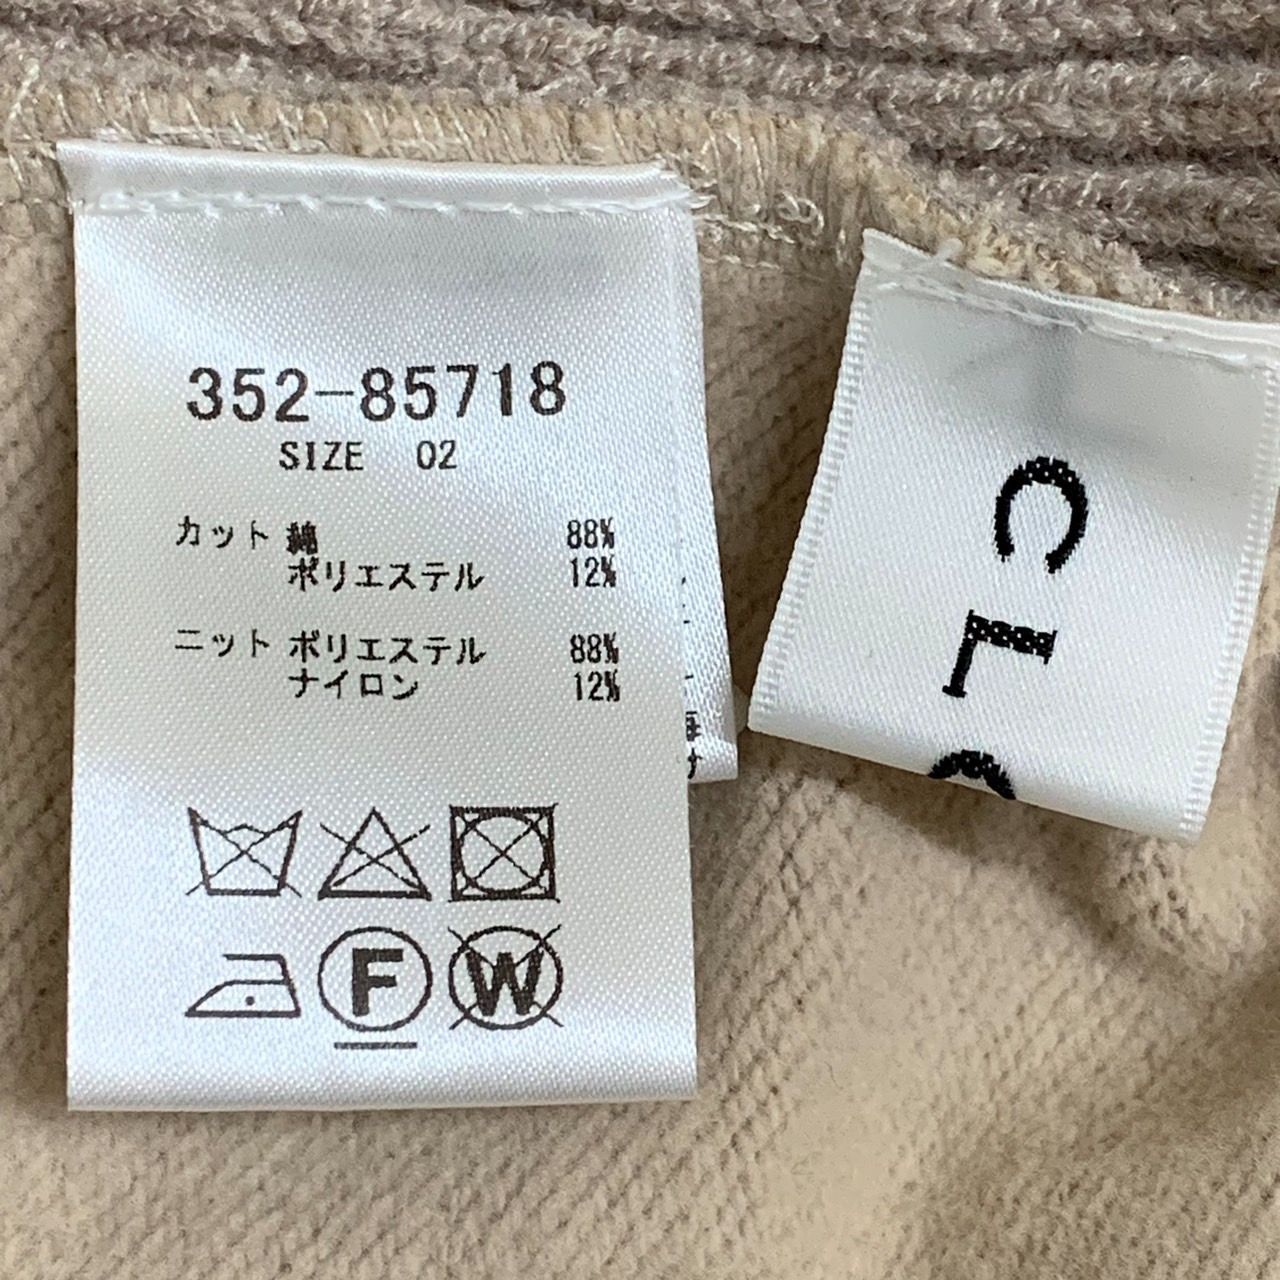 352-85718
SIZE 02
カット 綿 88%
ポリエステル 12%
ニット ポリエステル 88%
ナイロン 12%
F
W
CL